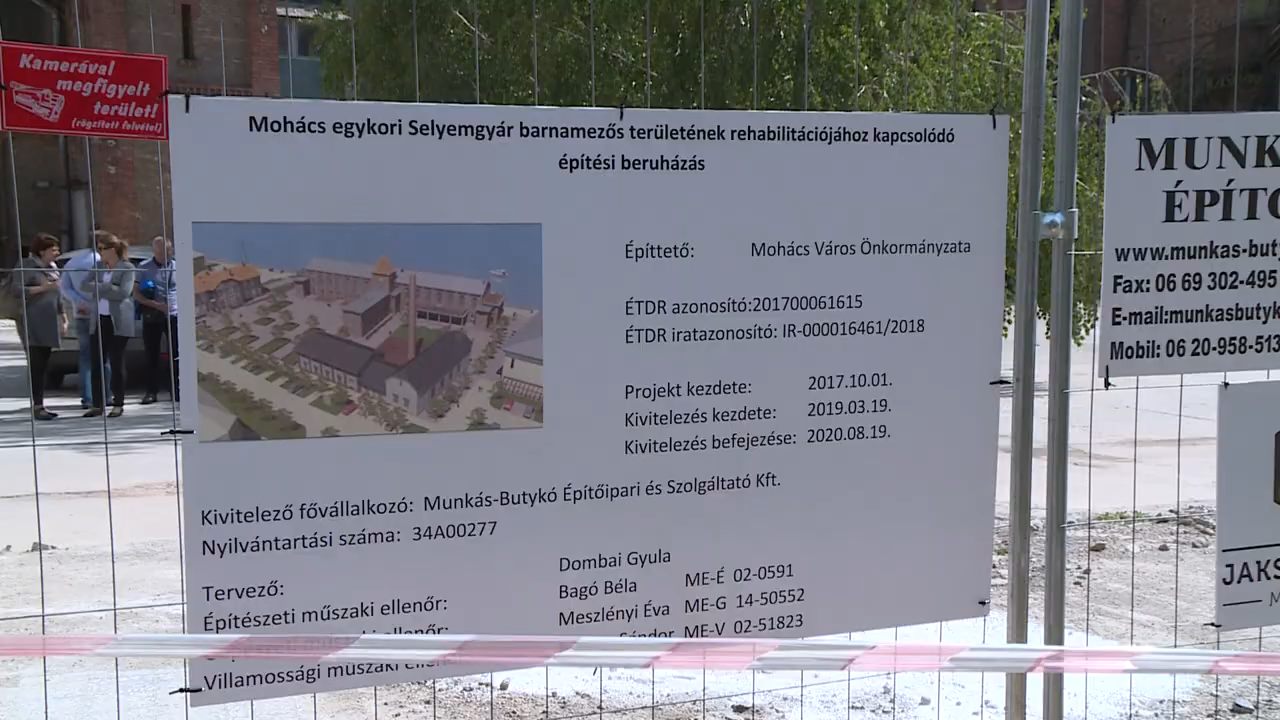 Kamerával
megfigyelt
terület!
(rögzített felvétel)
Mohács egykori Selyemgyár barnamezős területének rehabilitációjához kapcsolódó
építési beruházás
Építtető: Mohács Város Önkormányzata
ÉTDR azonosító:201700061615
ÉTDR iratazonosító: IR-000016461/2018
Projekt kezdete: 2017.10.01.
Kivitelezés kezdete: 2019.03.19.
Kivitelezés befejezése: 2020.08.19.
Kivitelező fővállalkozó: Munkás-Butykó Építőipari és Szolgáltató Kft.
Nyilvántartási száma: 34A00277
Tervező: Dombai Gyula
Építészeti műszaki ellenőr: Bagó Béla ME-É 02-0591
ellenőr: Meszlényi Éva ME-G 14-50552
Villamossági műszaki Sándor ME-V 02-51823
MUNK
ÉPÍTŐ
www.munkas-buty
Fax: 06 69 302-495
E-mail:munkasbutyk
Mobil: 06 20-958-513
JAKS